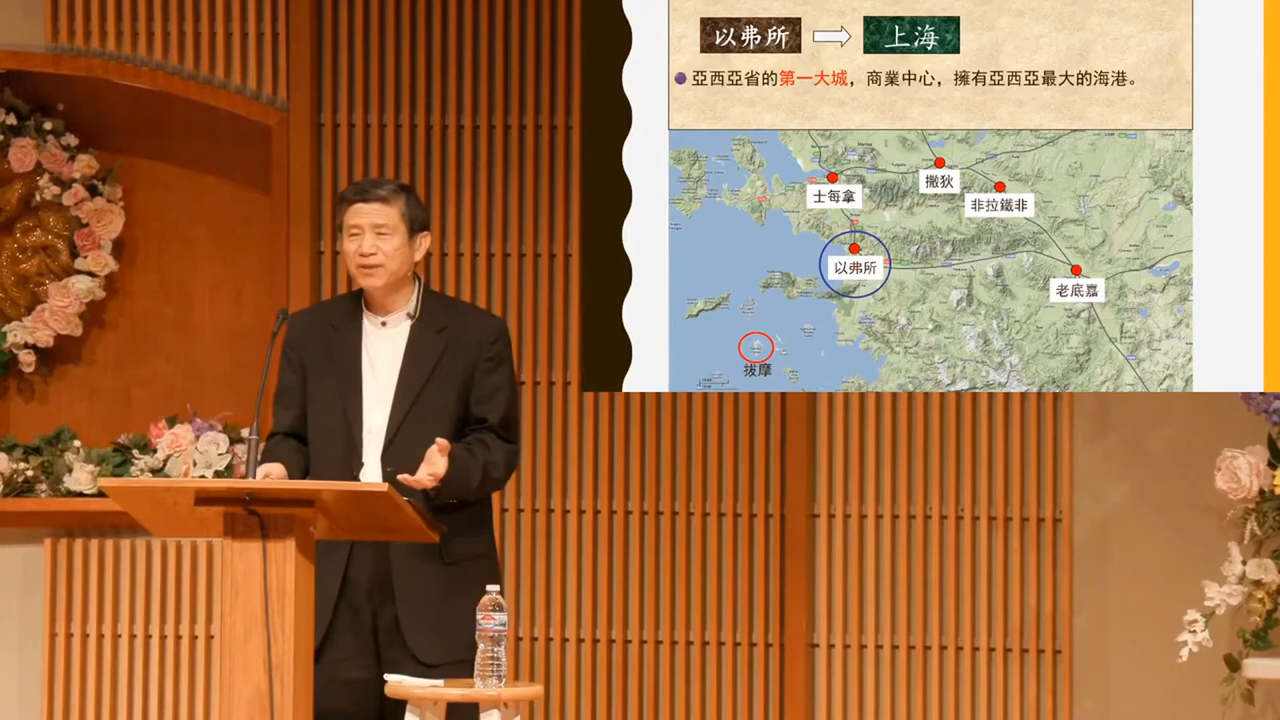 以弗所 上海
亞西亞省的第一大城，商業中心，擁有亞西亞最大的海港。
撒狄
士每拿
非拉鐵非
以弗所
老底嘉
拔摩